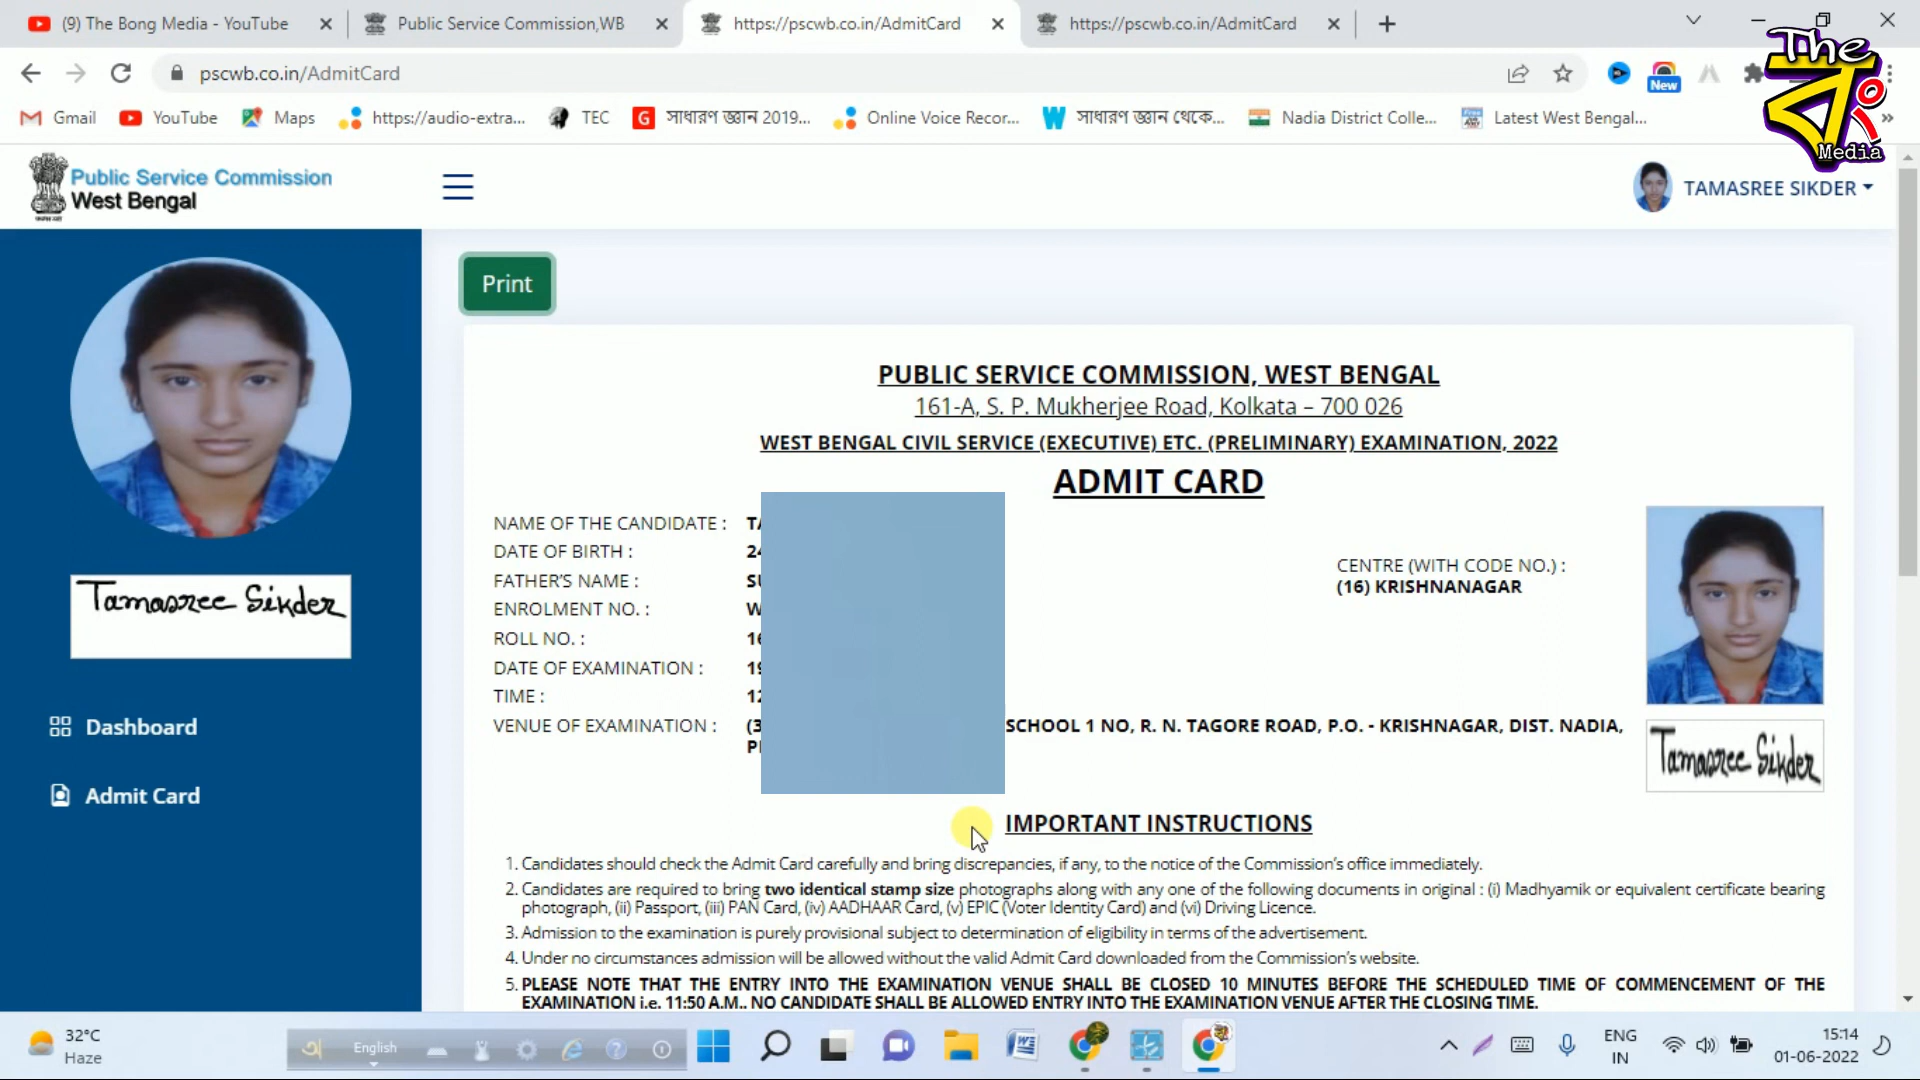 (9) The Bong Media - YouTube
Public Service Commission,WB
https://pscwb.co.in/AdmitCard
https://pscwb.co.in/AdmitCard
pscwb.co.in/AdmitCard
New
Gmail
YouTube
Maps
https://audio-extra...
TEC
সাধারণ জ্ঞান 2019...
Online Voice Recor...
সাধারণ জ্ঞান থেকে...
Nadia District Colle...
Latest West Bengal...
The
বং
Media
Public Service Commission
West Bengal
TAMASREE SIKDER
Print
Tamasree Sikder
Dashboard
Admit Card
PUBLIC SERVICE COMMISSION, WEST BENGAL
161-A, S. P. Mukherjee Road, Kolkata – 700 026
WEST BENGAL CIVIL SERVICE (EXECUTIVE) ETC. (PRELIMINARY) EXAMINATION, 2022
ADMIT CARD
NAME OF THE CANDIDATE :
DATE OF BIRTH : 24
FATHER'S NAME :
ENROLMENT NO. :
ROLL NO. : 16
DATE OF EXAMINATION : 19
TIME : 12
VENUE OF EXAMINATION : (3 SCHOOL 1 NO, R. N. TAGORE ROAD, P.O. - KRISHNAGAR, DIST. NADIA,
CENTRE (WITH CODE NO.) :
(16) KRISHNANAGAR
Tamasree Sikder
IMPORTANT INSTRUCTIONS
1. Candidates should check the Admit Card carefully and bring discrepancies, if any, to the notice of the Commission's office immediately.
2. Candidates are required to bring two identical stamp size photographs along with any one of the following documents in original : (i) Madhyamik or equivalent certificate bearing
photograph, (ii) Passport, (iii) PAN Card, (iv) AADHAAR Card, (v) EPIC (Voter Identity Card) and (vi) Driving Licence.
3. Admission to the examination is purely provisional subject to determination of eligibility in terms of the advertisement.
4. Under no circumstances admission will be allowed without the valid Admit Card downloaded from the Commission's website.
5. PLEASE NOTE THAT THE ENTRY INTO THE EXAMINATION VENUE SHALL BE CLOSED 10 MINUTES BEFORE THE SCHEDULED TIME OF COMMENCEMENT OF THE
EXAMINATION i.e. 11:50 A.M.. NO CANDIDATE SHALL BE ALLOWED ENTRY INTO THE EXAMINATION VENUE AFTER THE CLOSING TIME.
32°C
Haze
English
ENG
IN
15:14
01-06-2022